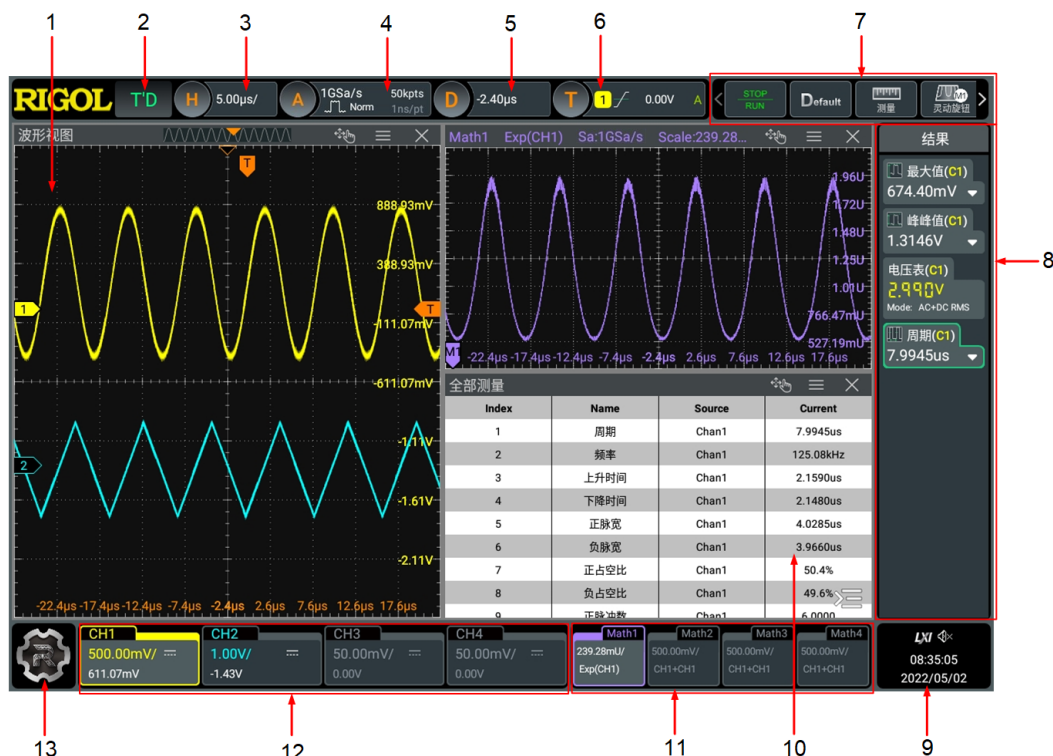 1 2 3 4 5 6 7
RIGOL T'D H 5.00μs/ A 1GSa/s 50kpts Norm 1ns/pt D -2.40μs T 1 0.00V A STOP RUN Default 测量 灵动旋钮
波形视图
Math1 Exp(CH1) Sa:1GSa/s Scale:239.28...
结果
T
888.93mV
388.93mV
1 T
-111.07mV
-611.07mV
2
-1.11V
-1.61V
-2.11V
-22.4μs -17.4μs -12.4μs -7.4μs -2.4μs 2.6μs 7.6μs 12.6μs 17.6μs
1.96U
1.72U
1.48U
1.25U
1.01U
766.47mU
527.19mU
M1 -22.4μs -17.4μs -12.4μs -7.4μs -2.4μs 2.6μs 7.6μs 12.6μs 17.6μs
全部测量
Index Name Source Current
1 周期 Chan1 7.9945us
2 频率 Chan1 125.08kHz
3 上升时间 Chan1 2.1590us
4 下降时间 Chan1 2.1480us
5 正脉宽 Chan1 4.0285us
6 负脉宽 Chan1 3.9660us
7 正占空比 Chan1 50.4%
8 负占空比 Chan1 49.6%
9 正脉冲数 Chan1 6.0000
最大值(C1)
674.40mV
峰峰值(C1)
1.3146V
电压表(C1)
2.990V
Mode: AC+DC RMS
周期(C1)
7.9945us
8
CH1 CH2 CH3 CH4
500.00mV/ 1.00V/ 50.00mV/ 50.00mV/
611.07mV -1.43V 0.00V 0.00V
Math1 Math2 Math3 Math4
239.28mU/ 500.00mV/ 500.00mV/ 500.00mV/
Exp(CH1) CH1+CH1 CH1+CH1 CH1+CH1
LXI
08:35:05
2022/05/02
13 12 11 10 9